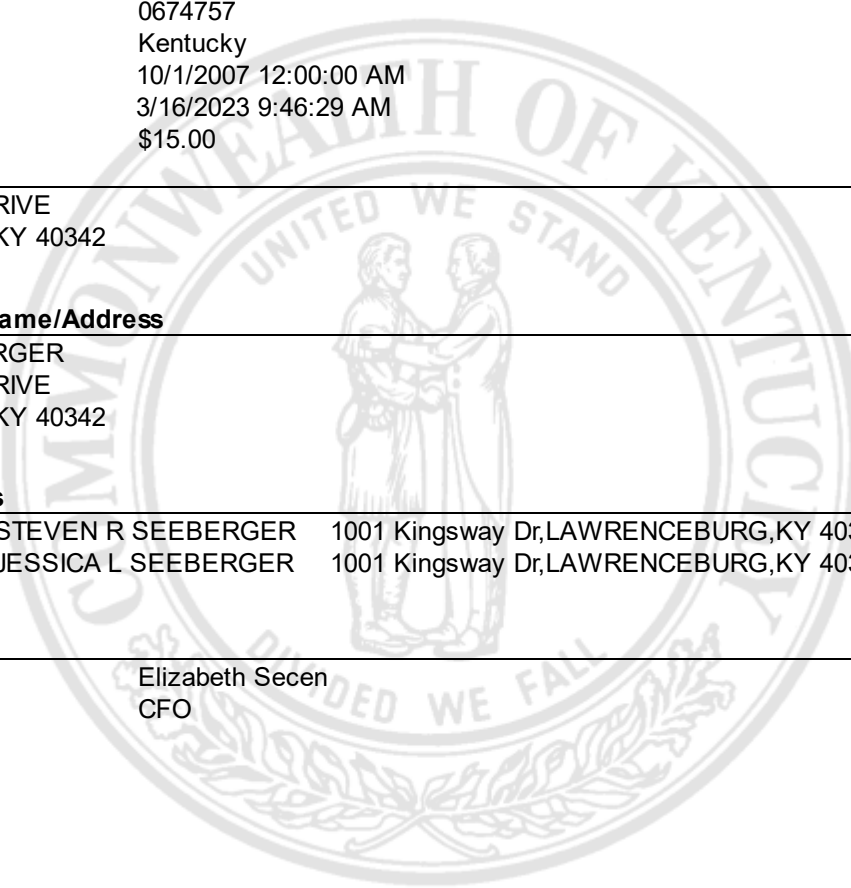 0674757
Kentucky
10/1/2007 12:00:00 AM
3/16/2023 9:46:29 AM
$15.00
RIVE
KY 40342
ame/Address
RGER
RIVE
KY 40342
s
STEVEN R SEEBERGER 1001 Kingsway Dr,LAWRENCEBURG,KY 403
JESSICA L SEEBERGER 1001 Kingsway Dr,LAWRENCEBURG,KY 403
Elizabeth Secen
CFO
COMMONWEALTH OF KENTUCKY
UNITED WE STAND
DIVIDED WE FALL